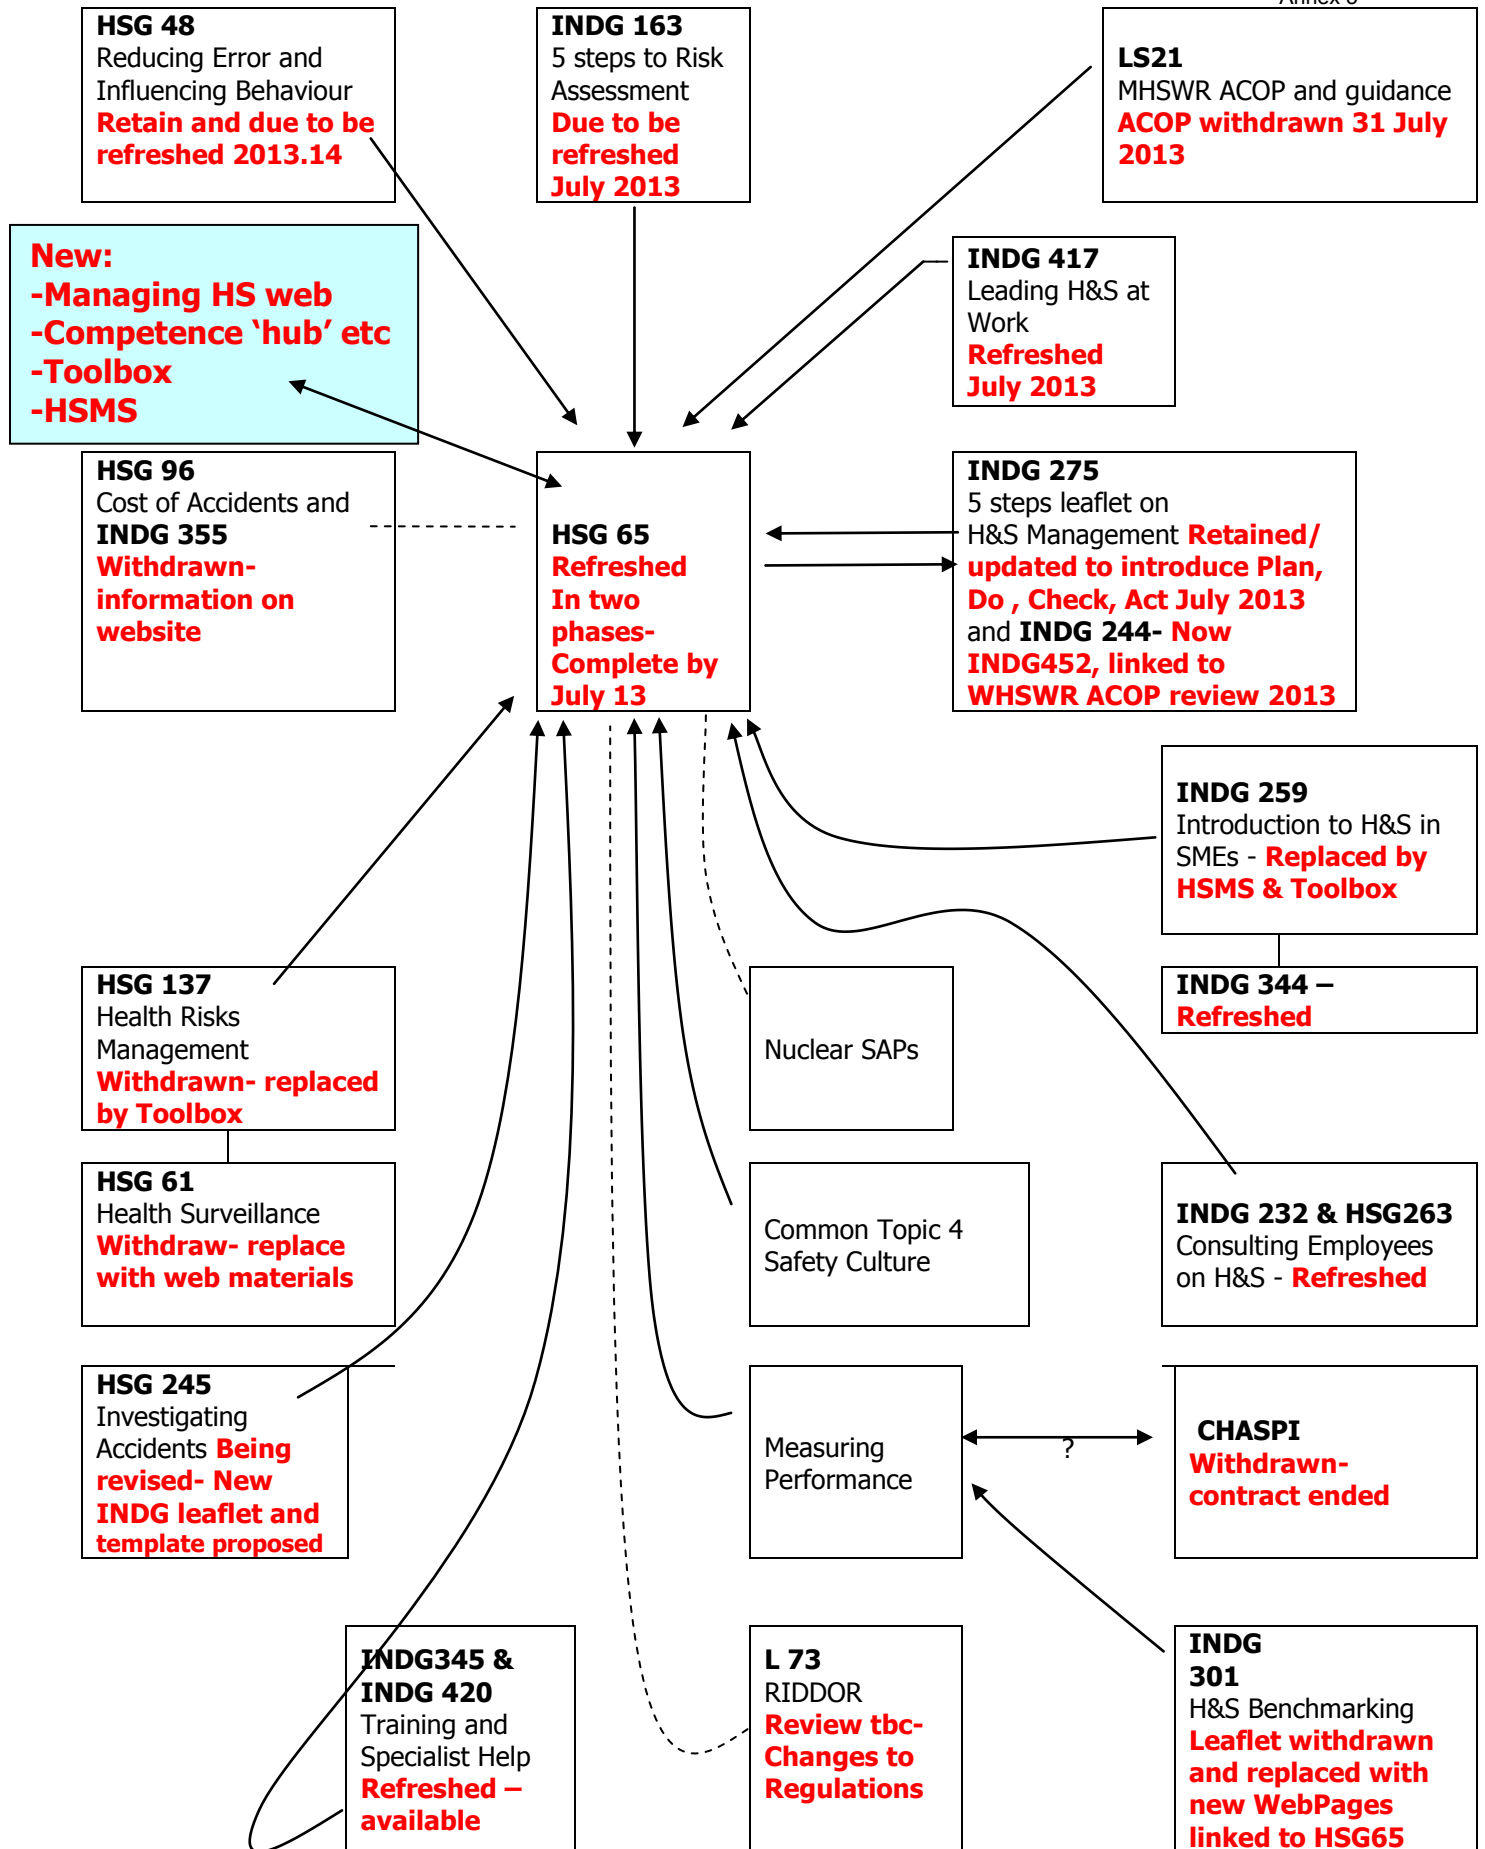 Annex 3
HSG 48
Reducing Error and
Influencing Behaviour
Retain and due to be
refreshed 2013.14
INDG 163
5 steps to Risk
Assessment
Due to be
refreshed
July 2013
LS21
MHSWR ACOP and guidance
ACOP withdrawn 31 July
2013
New:
-Managing HS web
-Competence ‘hub’ etc
-Toolbox
-HSMS
INDG 417
Leading H&S at
Work
Refreshed
July 2013
HSG 96
Cost of Accidents and
INDG 355
Withdrawn-
information on
website
HSG 65
Refreshed
In two
phases-
Complete by
July 13
INDG 275
5 steps leaflet on
H&S Management Retained/
updated to introduce Plan,
Do , Check, Act July 2013
and INDG 244- Now
INDG452, linked to
WHSWR ACOP review 2013
INDG 259
Introduction to H&S in
SMEs - Replaced by
HSMS & Toolbox
HSG 137
Health Risks
Management
Withdrawn- replaced
by Toolbox
Nuclear SAPs
INDG 344 –
Refreshed
HSG 61
Health Surveillance
Withdraw- replace
with web materials
Common Topic 4
Safety Culture
INDG 232 & HSG263
Consulting Employees
on H&S - Refreshed
HSG 245
Investigating
Accidents Being
revised- New
INDG leaflet and
template proposed
Measuring
Performance
?
CHASPI
Withdrawn-
contract ended
INDG345 &
INDG 420
Training and
Specialist Help
Refreshed –
available
L 73
RIDDOR
Review tbc-
Changes to
Regulations
INDG
301
H&S Benchmarking
Leaflet withdrawn
and replaced with
new WebPages
linked to HSG65